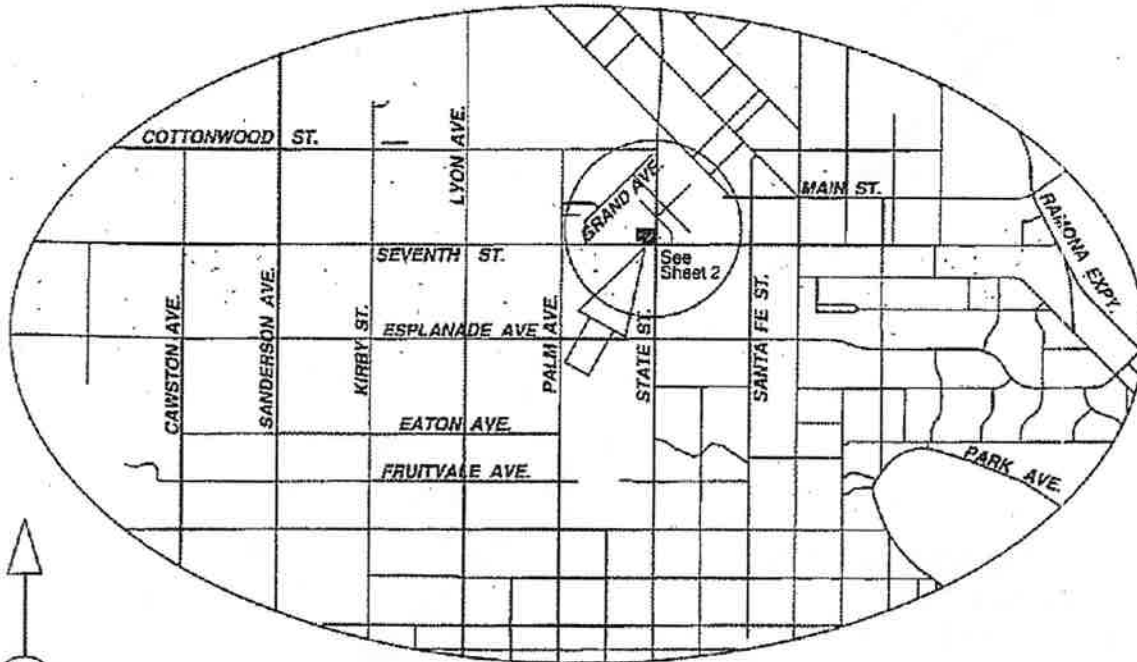 COTTONWOOD ST.
LYON AVE.
GRAND AVE.
MAIN ST.
RAMONA EXPY.
SEVENTH ST.
See
Sheet 2
CAWSTON AVE.
SANDERSON AVE.
KIRBY ST.
ESPLANADE AVE
PALM AVE.
STATE ST.
SANTA FE ST.
EATON AVE.
FRUITVALE AVE.
PARK AVE.